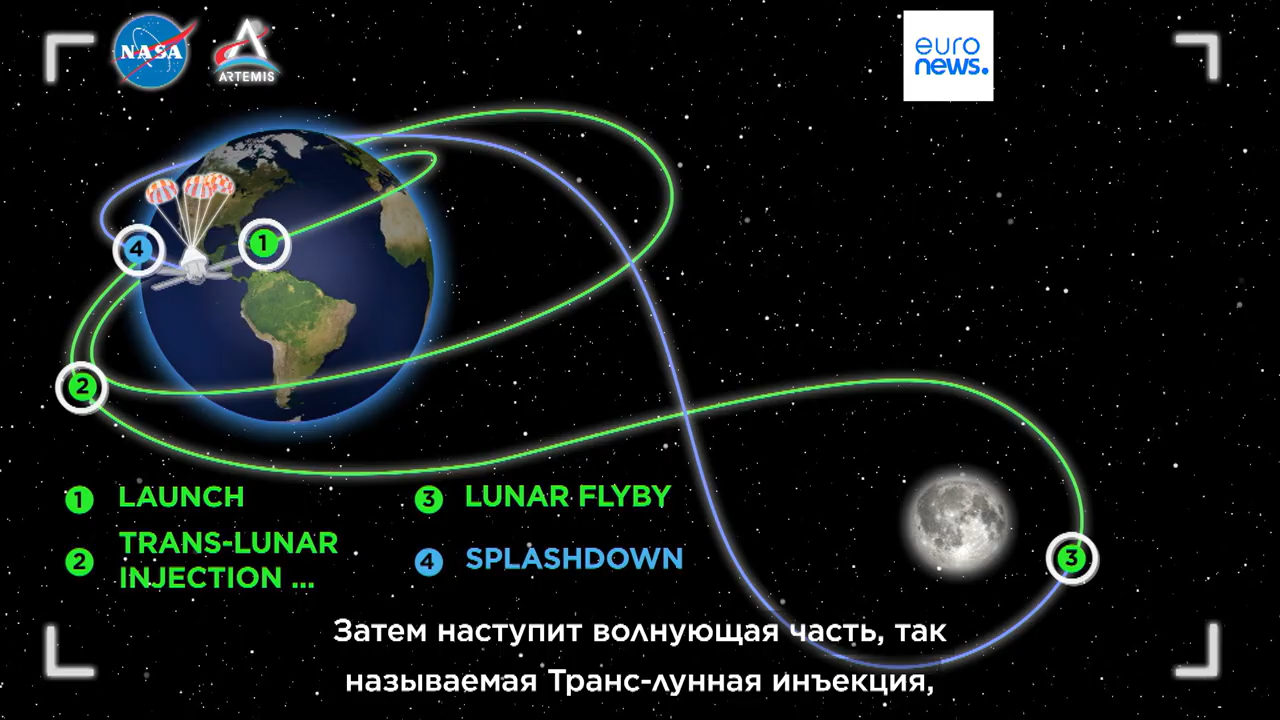 NASA
ARTEMIS
euro
news.
1
4
2
3
1 LAUNCH
2 TRANS-LUNAR
INJECTION ...
3 LUNAR FLYBY
4 SPLASHDOWN
Затем наступит волнующая часть, так
называемая Транс-лунная инъекция,